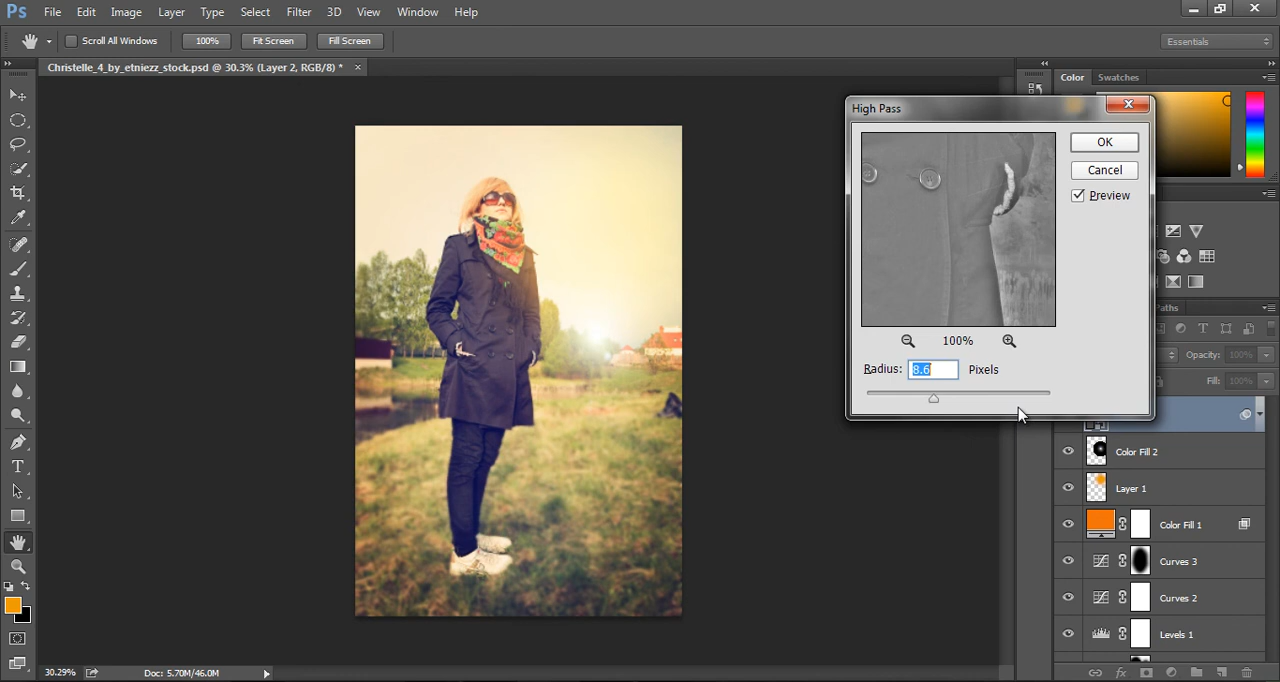 Ps File Edit Image Layer Type Select Filter 3D View Window Help
Scroll All Windows 100% Fit Screen Fill Screen Essentials
Christelle_4_by_etniezz_stock.psd @ 30.3% (Layer 2, RGB/8) * ×
Color Swatches
High Pass
OK
Cancel
Preview
100%
Radius: 8.6 Pixels
Paths
Opacity: 100%
Fill: 100%
Color Fill 2
Layer 1
Color Fill 1
Curves 3
Curves 2
Levels 1
30.29% Doc: 5.70M/46.0M